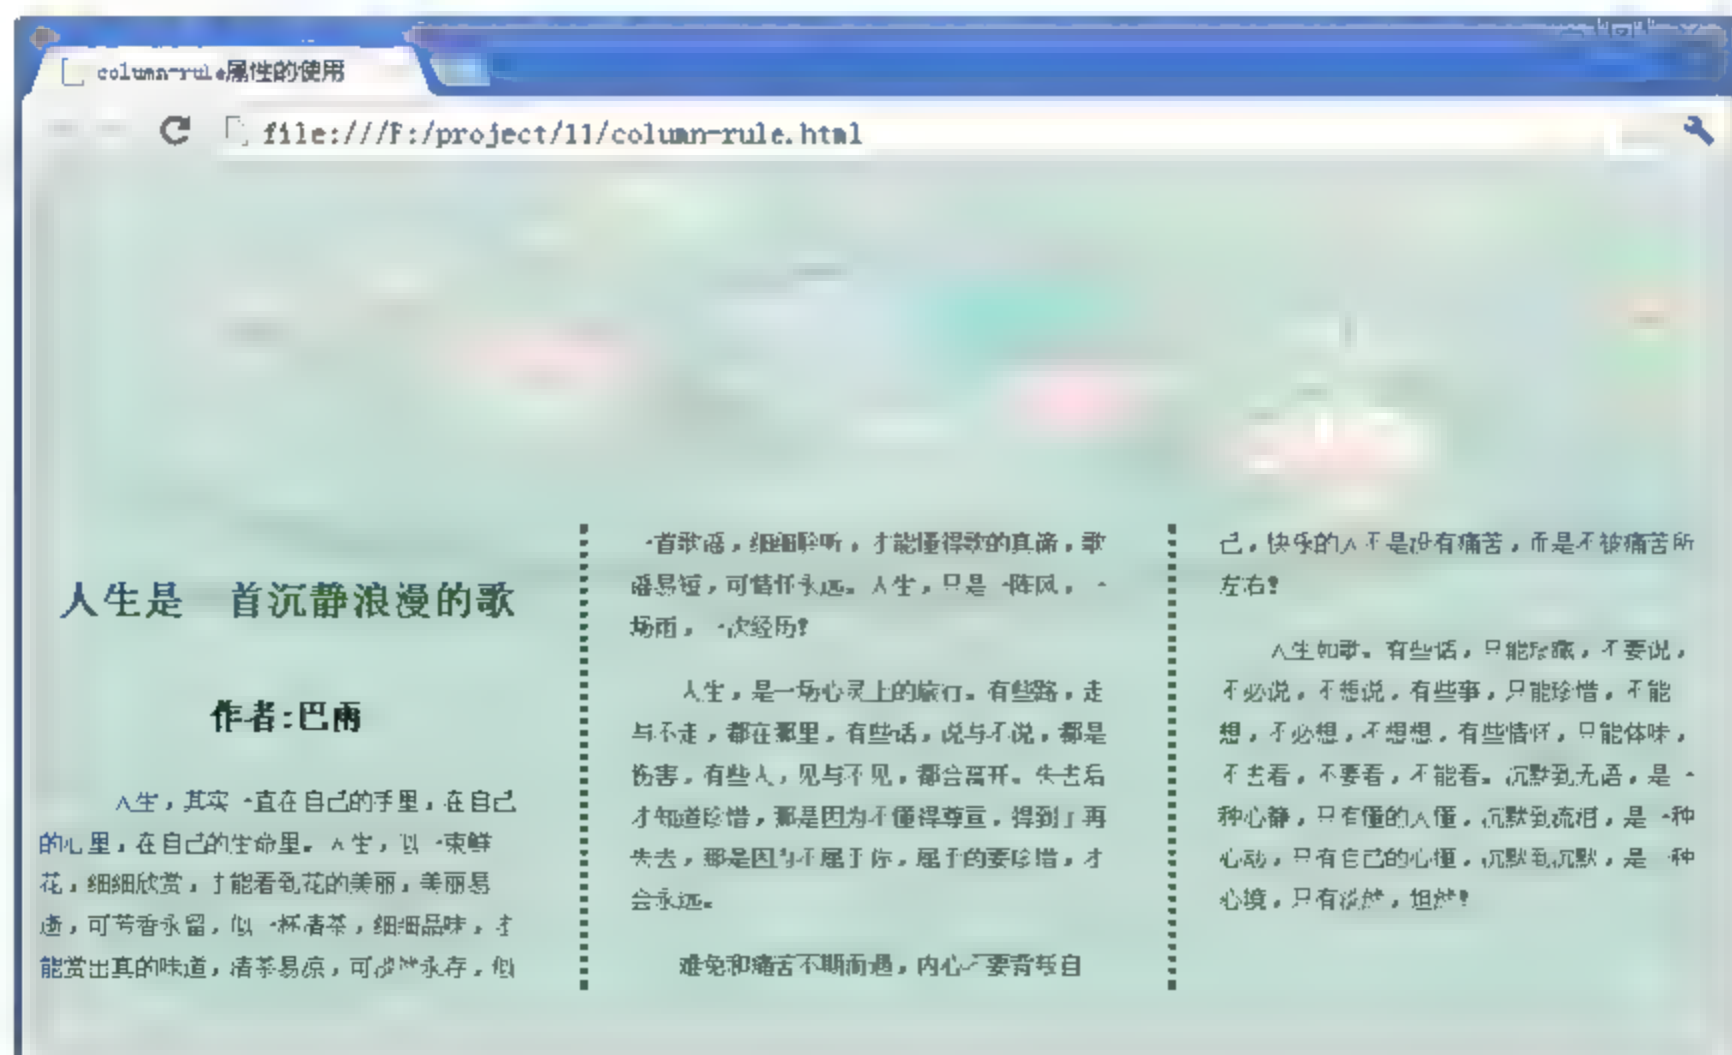 column-rule属性的使用
file:///F:/project/11/column-rule.html
人生是一首沉静浪漫的歌
作者:巴雨
人生，其实一直在自己的手里，在自己
的心里，在自己的生命里。人生，似一束鲜
花，细细欣赏，才能看到花的美丽，美丽易
逝，可芳香永留，似一杯清茶，细细品味，才
能赏出真的味道，清茶易凉，可永存，似
一首歌谣，细细聆听，才能懂得歌的真谛，歌
谣易短，可情怀永远。人生，只是一阵风，一
场雨，一次经历!
人生，是一场心灵上的旅行。有些路，走
与不走，都在那里，有些话，说与不说，都是
伤害，有些人，见与不见，都会离开。失去后
才知道珍惜，那是因为不懂得尊重，得到了再
失去，那是因为不属于你，属于的要珍惜，才
会永远。
难免和痛苦不期而遇，内心不要背叛自
己，快乐的人不是没有痛苦，而是不被痛苦所
左右!
人生如歌。有些话，只能珍藏，不要说，
不必说，不想说，有些事，只能珍惜，不能
想，不必想，不想想，有些情怀，只能体味，
不去看，不要看，不能看。沉默到无语，是一
种心静，只有懂的人懂，沉默到流泪，是一种
心动，只有自己的心懂，沉默到沉默，是一种
心境，只有淡然，坦然!